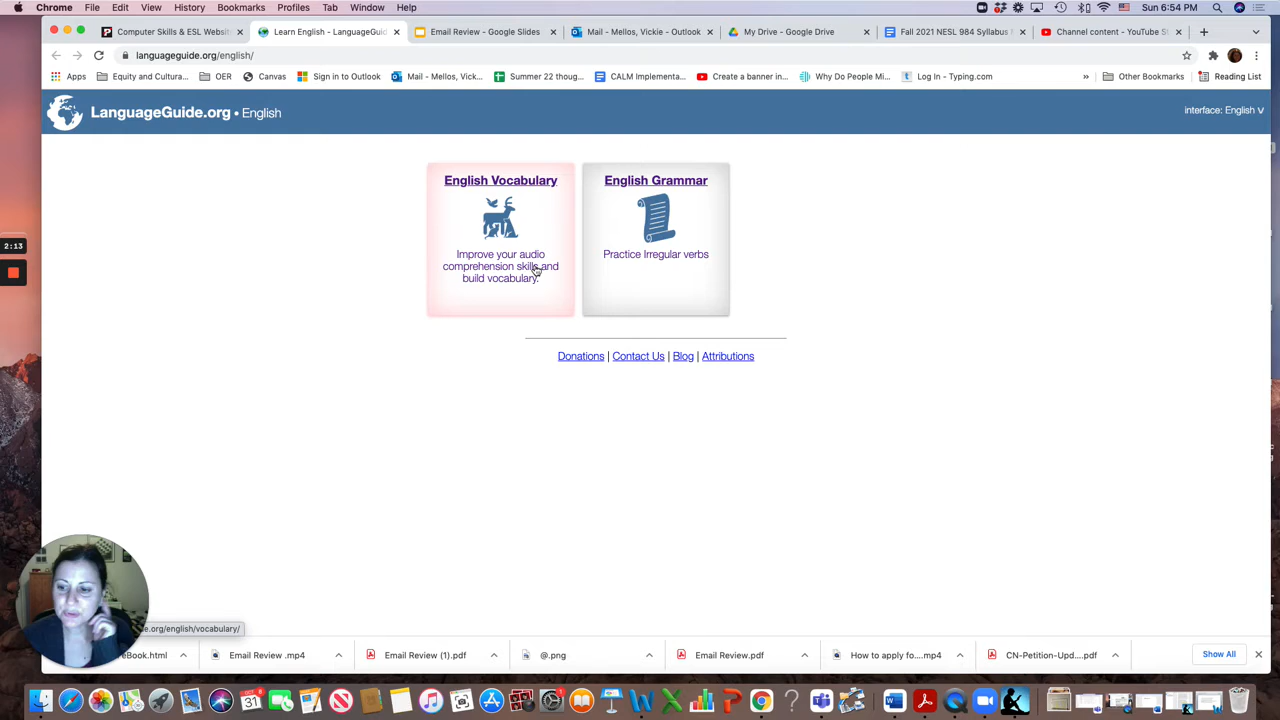 Chrome File Edit View History Bookmarks Profiles Tab Window Help Sun 6:54 PM
Computer Skills & ESL Websit
Learn English - LanguageGuid
Email Review - Google Slides
Mail - Mellos, Vickie - Outlook
My Drive - Google Drive
Fall 2021 NESL 984 Syllabus
Channel content - YouTube St
languageguide.org/english/
Apps Equity and Cultura... OER Canvas Sign in to Outlook Mail - Mellos, Vicki... Summer 22 thoug... CALM Implementa... Create a banner in... Why Do People Mi... Log In - Typing.com » Other Bookmarks Reading List
LanguageGuide.org • English
interface: English V
2:13
English Vocabulary
Improve your audio
comprehension skills and
build vocabulary.
English Grammar
Practice Irregular verbs
Donations | Contact Us | Blog | Attributions
e.org/english/vocabulary/
eBook.html Email Review .mp4 Email Review (1).pdf @.png Email Review.pdf How to apply fo....mp4 CN-Petition-Upd....pdf Show All
31